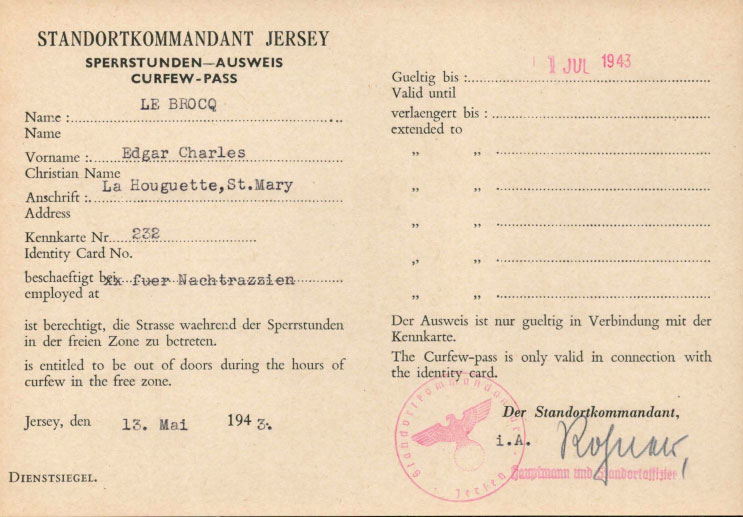 STANDORTKOMMANDANT JERSEY
SPERRSTUNDEN—AUSWEIS
CURFEW-PASS
Name : LE BROCQ
Name
Vorname : Edgar Charles
Christian Name
Anschrift : La Houguette,St.Mary
Address
Kennkarte Nr. 232
Identity Card No.
beschaeftigt bei xx fuer Nachtrazzien
employed at
ist berechtigt, die Strasse waehrend der Sperrstunden
in der freien Zone zu betreten.
is entitled to be out of doors during the hours of
curfew in the free zone.
Jersey, den 13. Mai 1943.
DIENSTSIEGEL.
1 JUL 1943
Gueltig bis :
Valid until
verlaengert bis :
extended to
„ „
„ „
„ „
„ „
„ „
Der Ausweis ist nur gueltig in Verbindung mit der
Kennkarte.
The Curfew-pass is only valid in connection with
the identity card.
Standortkommandantur
Jersey
Der Standortkommandant,
i.A.
Hauptmann und Standortoffizier